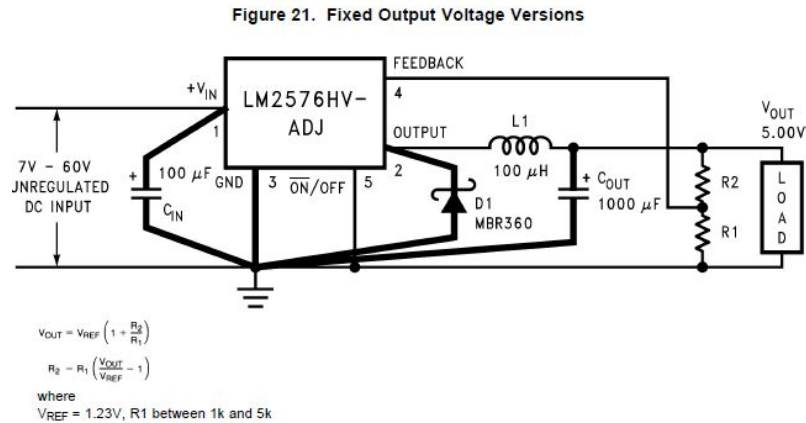 Figure 21. Fixed Output Voltage Versions
FEEDBACK
+VIN
LM2576HV-
ADJ
4
1
OUTPUT
L1
VOUT
5.00V
7V - 60V
UNREGULATED
DC INPUT
+
100 μF
CIN
GND
3
ON/OFF
5
2
100 μH
D1
MBR360
+
COUT
1000 μF
R2
R1
LOAD
VOUT = VREF (1 + R2/R1)
R2 = R1 (VOUT/VREF - 1)
where
VREF = 1.23V, R1 between 1k and 5k